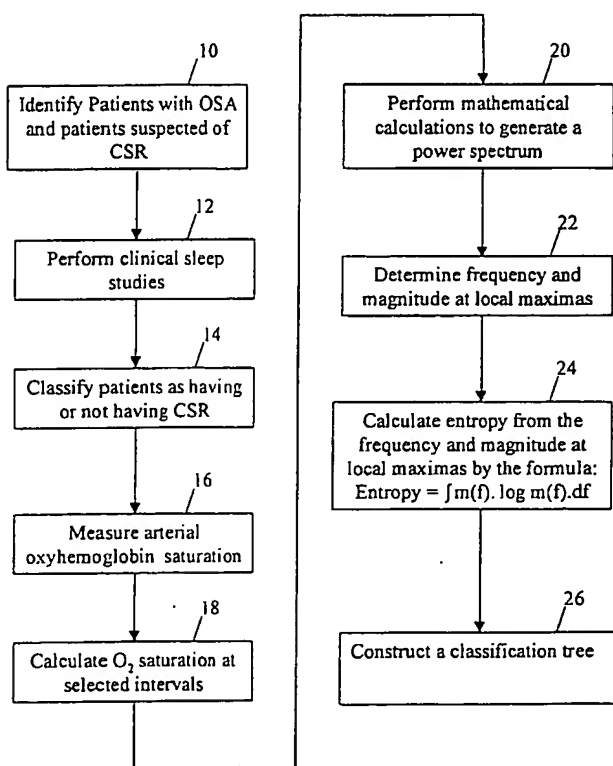 10
Identify Patients with OSA
and patients suspected of
CSR
12
Perform clinical sleep
studies
14
Classify patients as having
or not having CSR
16
Measure arterial
oxyhemoglobin saturation
18
Calculate O₂ saturation at
selected intervals
20
Perform mathematical
calculations to generate a
power spectrum
22
Determine frequency and
magnitude at local maximas
24
Calculate entropy from the
frequency and magnitude at
local maximas by the formula:
Entropy = ∫m(f). log m(f).df
26
Construct a classification tree